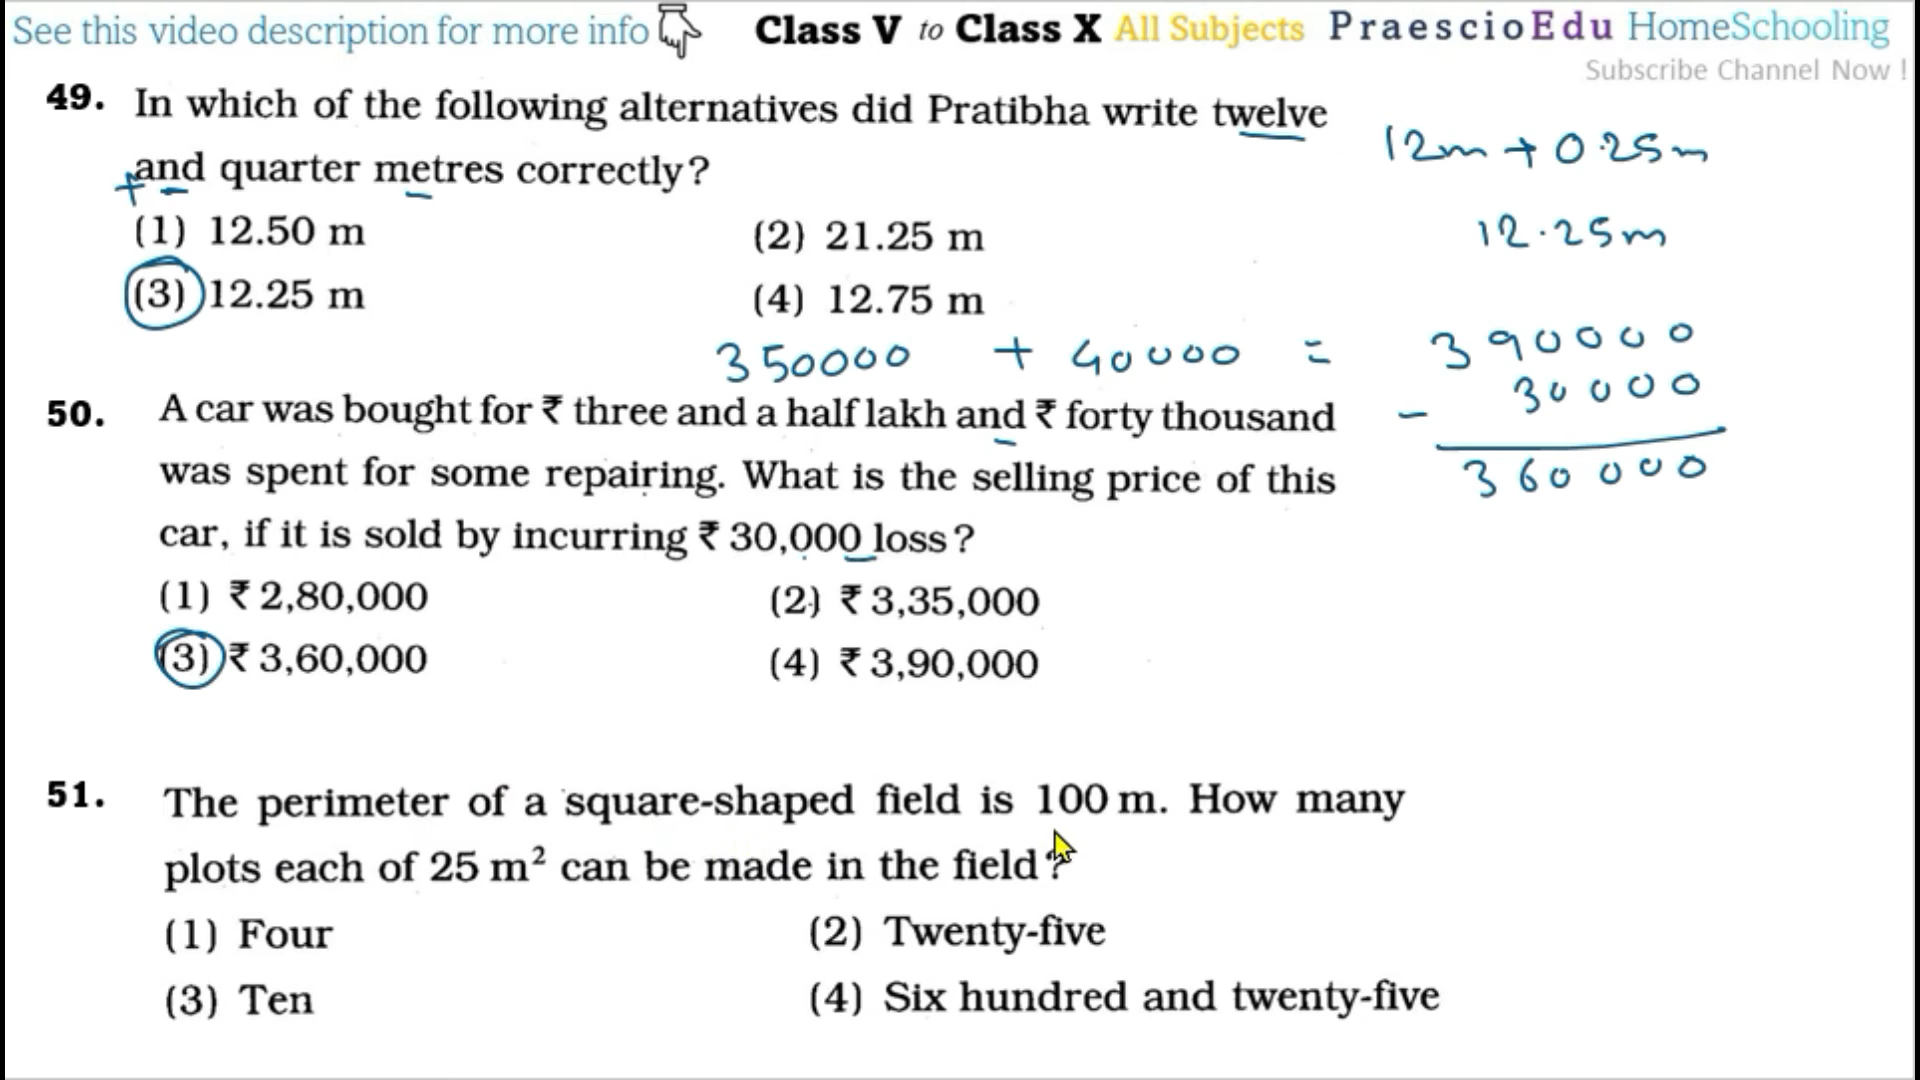 See this video description for more info Class V to Class X All Subjects PraescioEdu HomeSchooling
Subscribe Channel Now !
49. In which of the following alternatives did Pratibha write twelve
and quarter metres correctly?
+
12m + 0.25m
(1) 12.50 m (2) 21.25 m
12.25m
(3) 12.25 m (4) 12.75 m
350000 + 40000 = 390000
- 30000
360000
50. A car was bought for ₹ three and a half lakh and ₹ forty thousand
was spent for some repairing. What is the selling price of this
car, if it is sold by incurring ₹ 30,000 loss?
(1) ₹ 2,80,000 (2) ₹ 3,35,000
(3) ₹ 3,60,000 (4) ₹ 3,90,000
51. The perimeter of a square-shaped field is 100 m. How many
plots each of 25 m² can be made in the field?
(1) Four (2) Twenty-five
(3) Ten (4) Six hundred and twenty-five